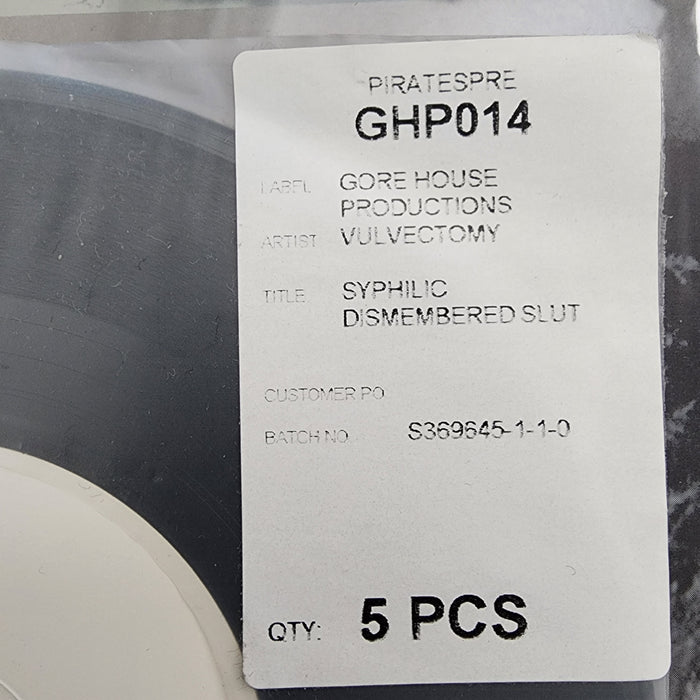 PIRATESPRE
GHP014
LABEL GORE HOUSE
PRODUCTIONS
ARTIST VULVECTOMY
TITLE SYPHILIC
DISMEMBERED SLUT
CUSTOMER PO
BATCH NO S369645-1-1-0
QTY: 5 PCS